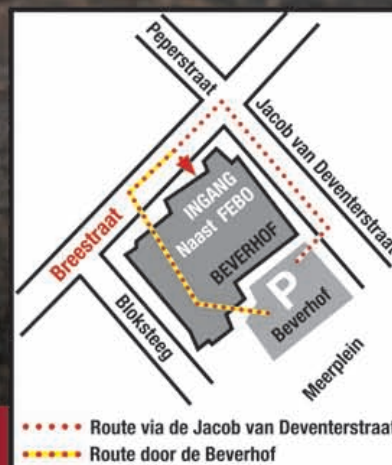 Peperstraat
Jacob van Deventerstraat
Breestraat
INGANG
Naast FEBO
BEVERHOF
P
Beverhof
Bloksteeg
Meerplein
Route via de Jacob van Deventerstraat
Route door de Beverhof